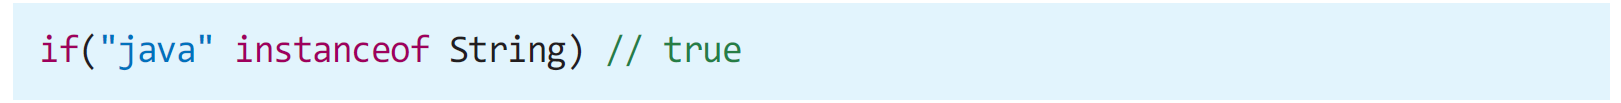 if("java" instanceof String) // true